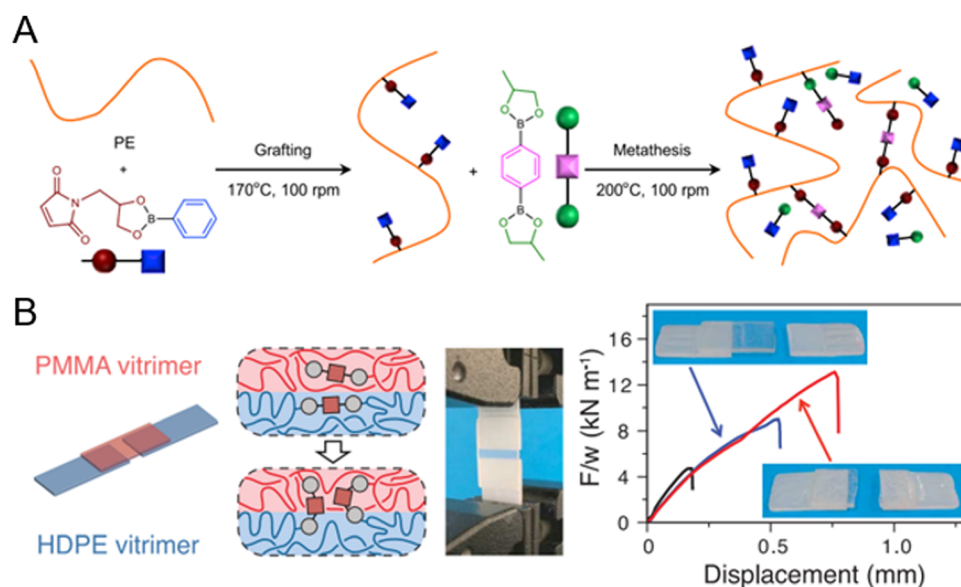 A
PE
+
Grafting
170°C, 100 rpm
+
Metathesis
200°C, 100 rpm
O
N
O
O
B
O
O
B
O
B
O
O
B
PMMA vitrimer
HDPE vitrimer
F/w (kN m⁻¹)
16
12
8
4
0
0
0.5
1.0
Displacement (mm)